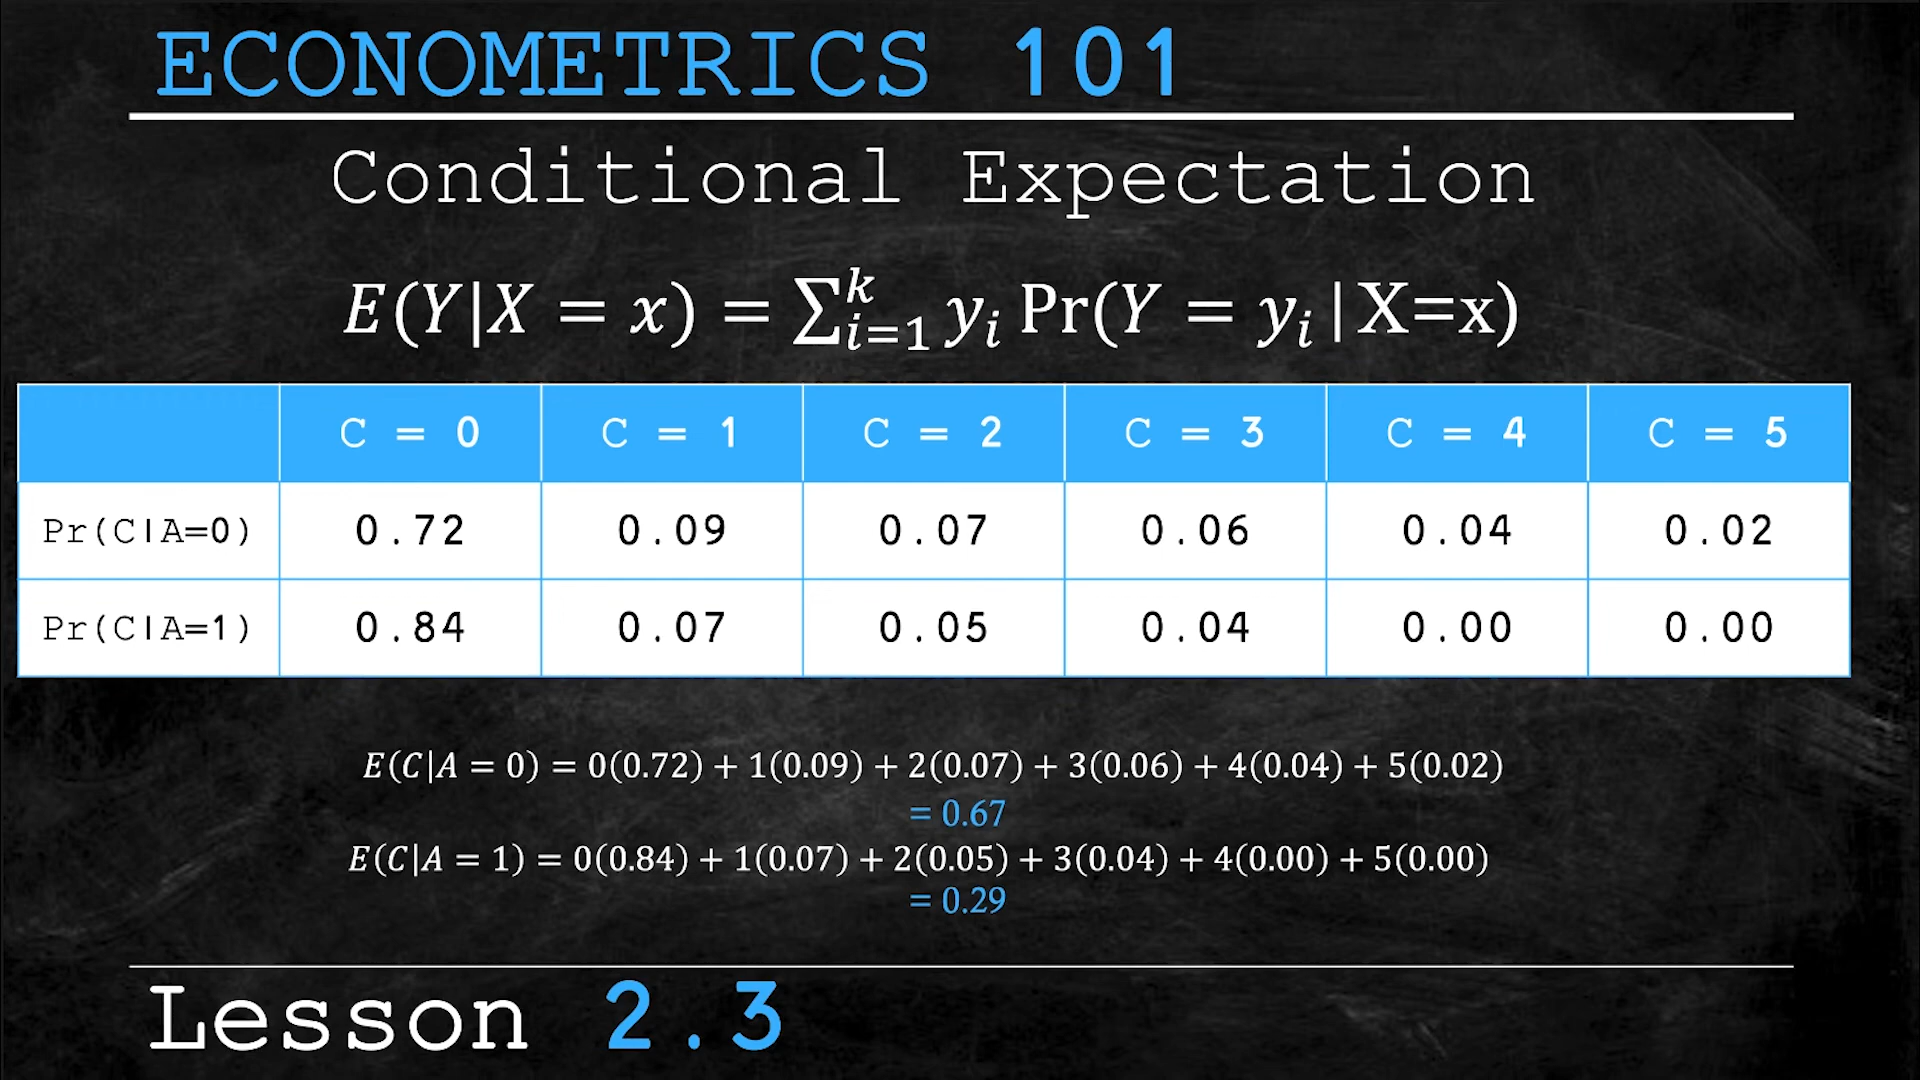 ECONOMETRICS 101
Conditional Expectation
E(Y|X = x) = ∑ᵏᵢ₌₁ yᵢ Pr(Y = yᵢ|X=x)
C = 0 C = 1 C = 2 C = 3 C = 4 C = 5
Pr(C|A=0) 0.72 0.09 0.07 0.06 0.04 0.02
Pr(C|A=1) 0.84 0.07 0.05 0.04 0.00 0.00
E(C|A = 0) = 0(0.72) + 1(0.09) + 2(0.07) + 3(0.06) + 4(0.04) + 5(0.02)
= 0.67
E(C|A = 1) = 0(0.84) + 1(0.07) + 2(0.05) + 3(0.04) + 4(0.00) + 5(0.00)
= 0.29
Lesson 2.3